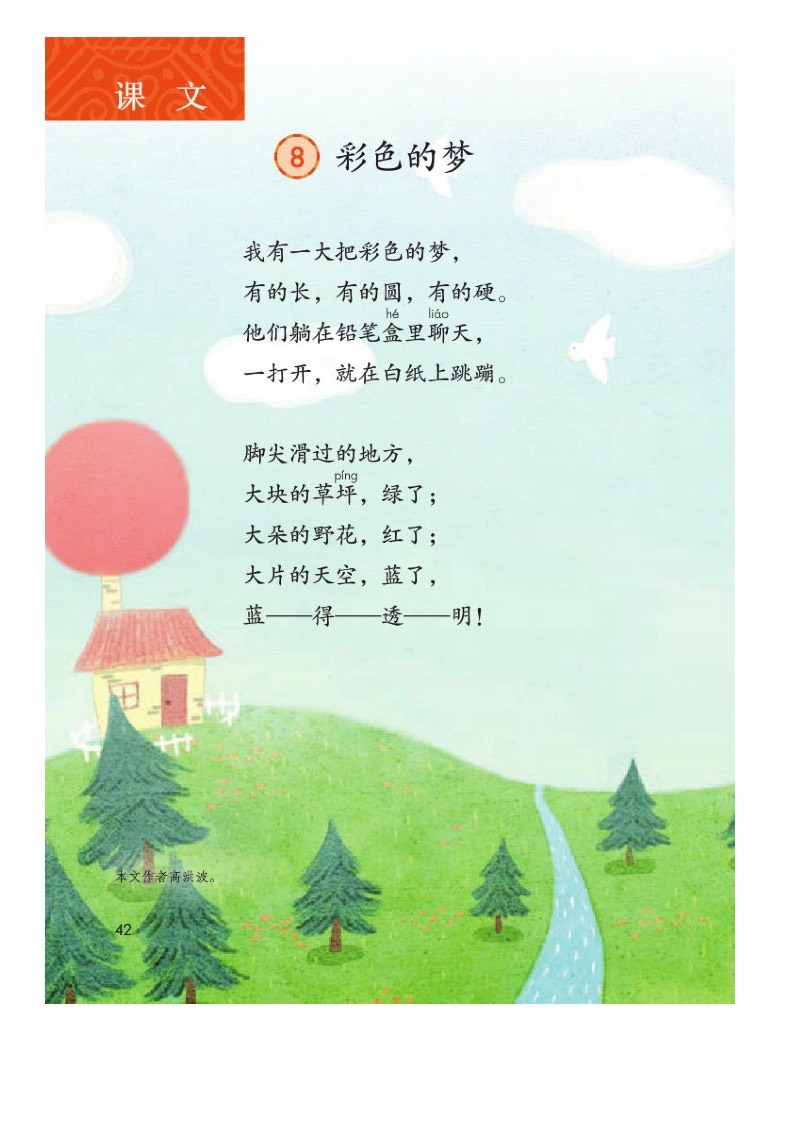 课 文
8 彩色的梦
我有一大把彩色的梦，
有的长，有的圆，有的硬。
hé liáo
他们躺在铅笔盒里聊天，
一打开，就在白纸上跳蹦。
脚尖滑过的地方，
píng
大块的草坪，绿了；
大朵的野花，红了；
大片的天空，蓝了，
蓝——得——透——明！
本文作者高洪波。
42